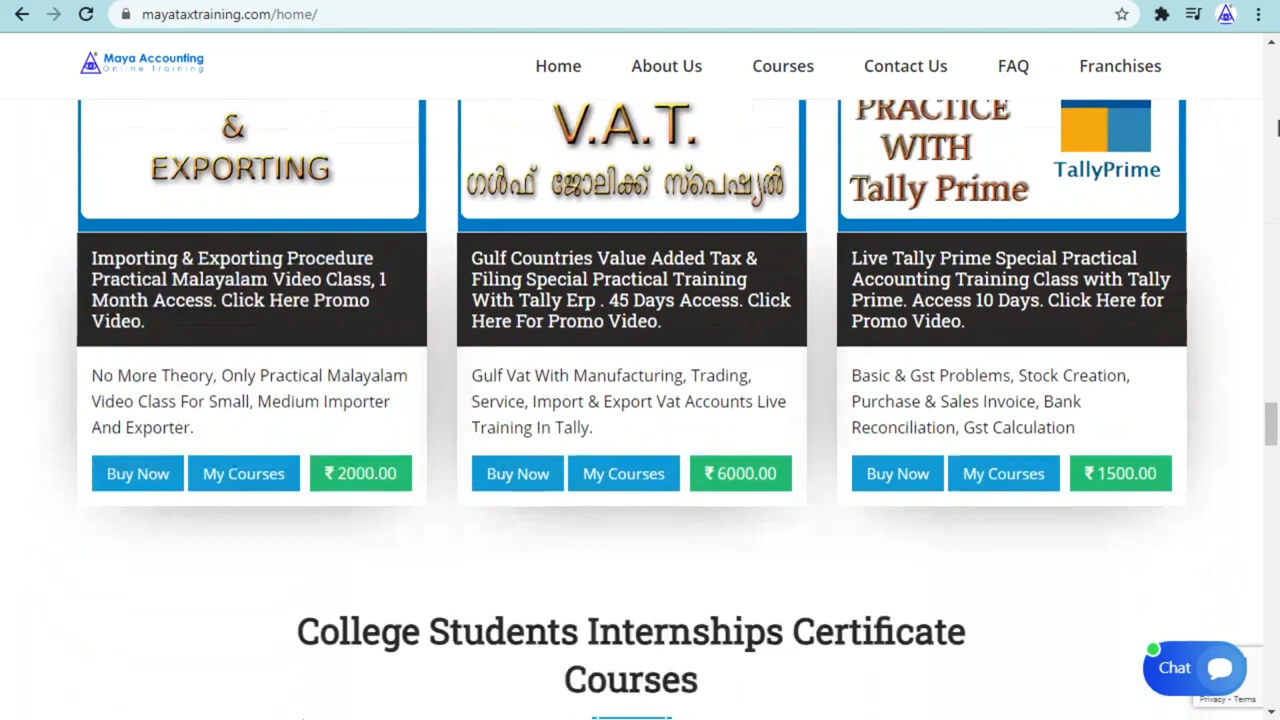 mayataxtraining.com/home/
Maya Accounting
Online Training
Home
About Us
Courses
Contact Us
FAQ
Franchises
&
EXPORTING
V.A.T.
ഗൾഫ് ജോലിക്ക് സ്പെഷ്യൽ
PRACTICE
WITH
Tally Prime
TallyPrime
Importing & Exporting Procedure
Practical Malayalam Video Class, 1
Month Access. Click Here Promo
Video.
No More Theory, Only Practical Malayalam
Video Class For Small, Medium Importer
And Exporter.
Buy Now
My Courses
₹ 2000.00
Gulf Countries Value Added Tax &
Filing Special Practical Training
With Tally Erp . 45 Days Access. Click
Here For Promo Video.
Gulf Vat With Manufacturing, Trading,
Service, Import & Export Vat Accounts Live
Training In Tally.
Buy Now
My Courses
₹ 6000.00
Live Tally Prime Special Practical
Accounting Training Class with Tally
Prime. Access 10 Days. Click Here for
Promo Video.
Basic & Gst Problems, Stock Creation,
Purchase & Sales Invoice, Bank
Reconciliation, Gst Calculation
Buy Now
My Courses
₹ 1500.00
College Students Internships Certificate
Courses
Chat
Privacy - Terms